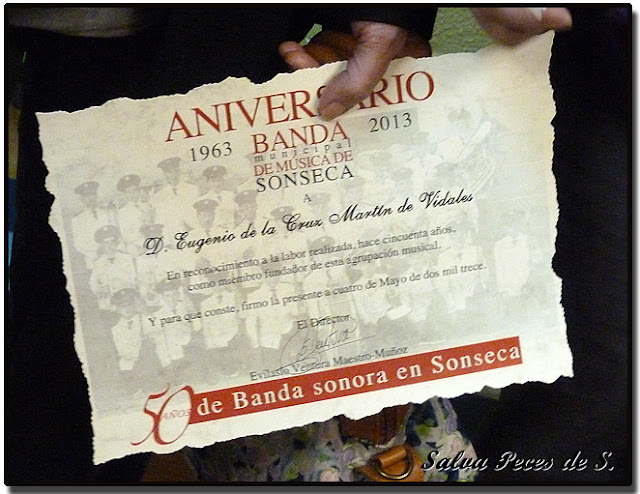 ANIVERSARIO
1963 BANDA 2013
municipal
DE MÚSICA DE
SONSECA
A
D. Eugenio de la Cruz Martín de Vidales
En reconocimiento a la labor realizada, hace cincuenta años,
como miembro fundador de esta agrupación musical.
Y para que conste, firmo la presente a cuatro de Mayo de dos mil trece.
El Director
Evilasio Ventura Maestro-Muñoz
50 AÑOS de Banda sonora en Sonseca
Salva Peces de S.